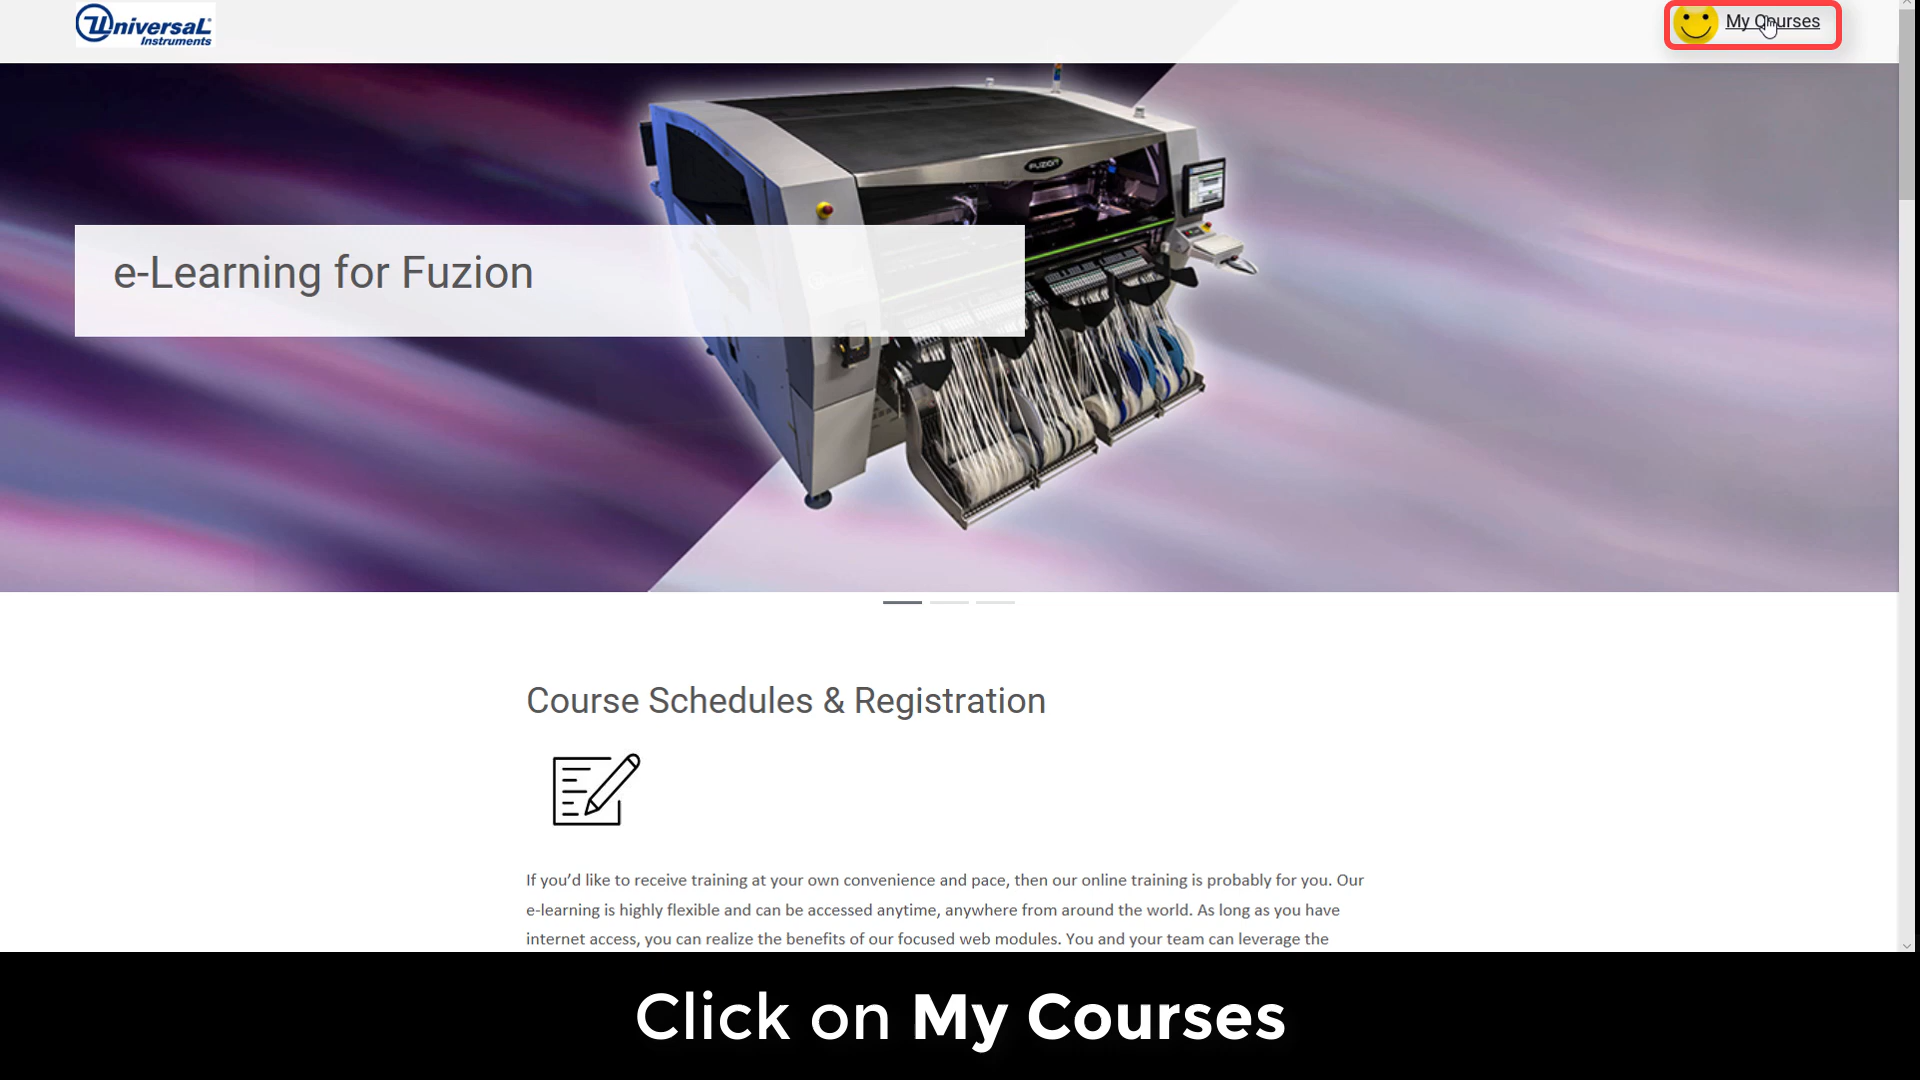 Universal
Instruments
My Courses
FUZION
e-Learning for Fuzion
Course Schedules & Registration
If you’d like to receive training at your own convenience and pace, then our online training is probably for you. Our
e-learning is highly flexible and can be accessed anytime, anywhere from around the world. As long as you have
internet access, you can realize the benefits of our focused web modules. You and your team can leverage the
Click on My Courses